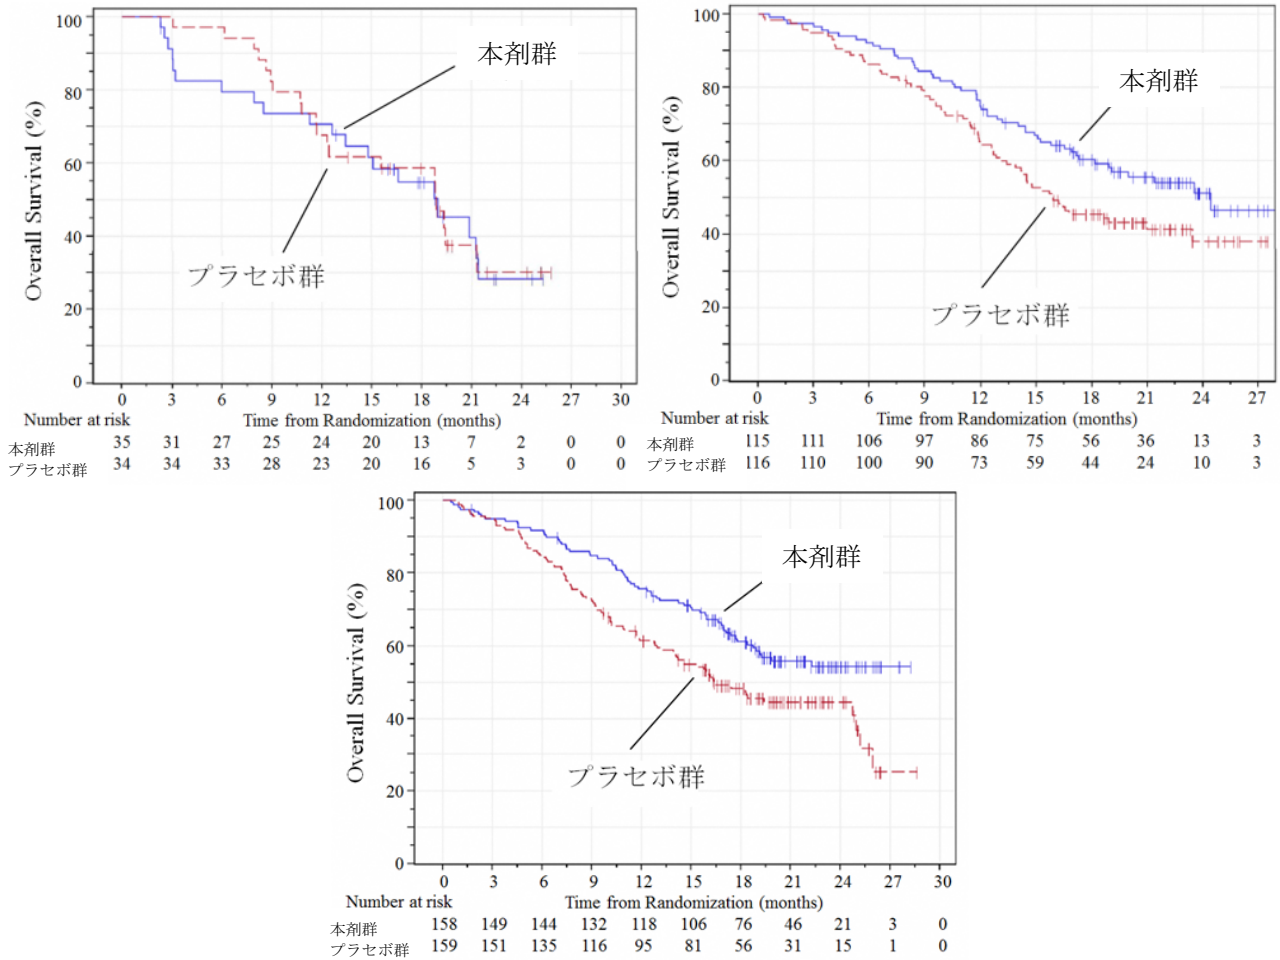 100
80
60
40
20
0
Overall Survival (%)
本剤群
プラセボ群
0 3 6 9 12 15 18 21 24 27 30
Number at risk Time from Randomization (months)
本剤群 35 31 27 25 24 20 13 7 2 0 0
プラセボ群 34 34 33 28 23 20 16 5 3 0 0
100
80
60
40
20
0
Overall Survival (%)
本剤群
プラセボ群
0 3 6 9 12 15 18 21 24 27
Number at risk Time from Randomization (months)
本剤群 115 111 106 97 86 75 56 36 13 3
プラセボ群 116 110 100 90 73 59 44 24 10 3
100
80
60
40
20
0
Overall Survival (%)
本剤群
プラセボ群
0 3 6 9 12 15 18 21 24 27 30
Number at risk Time from Randomization (months)
本剤群 158 149 144 132 118 106 76 46 21 3 0
プラセボ群 159 151 135 116 95 81 56 31 15 1 0